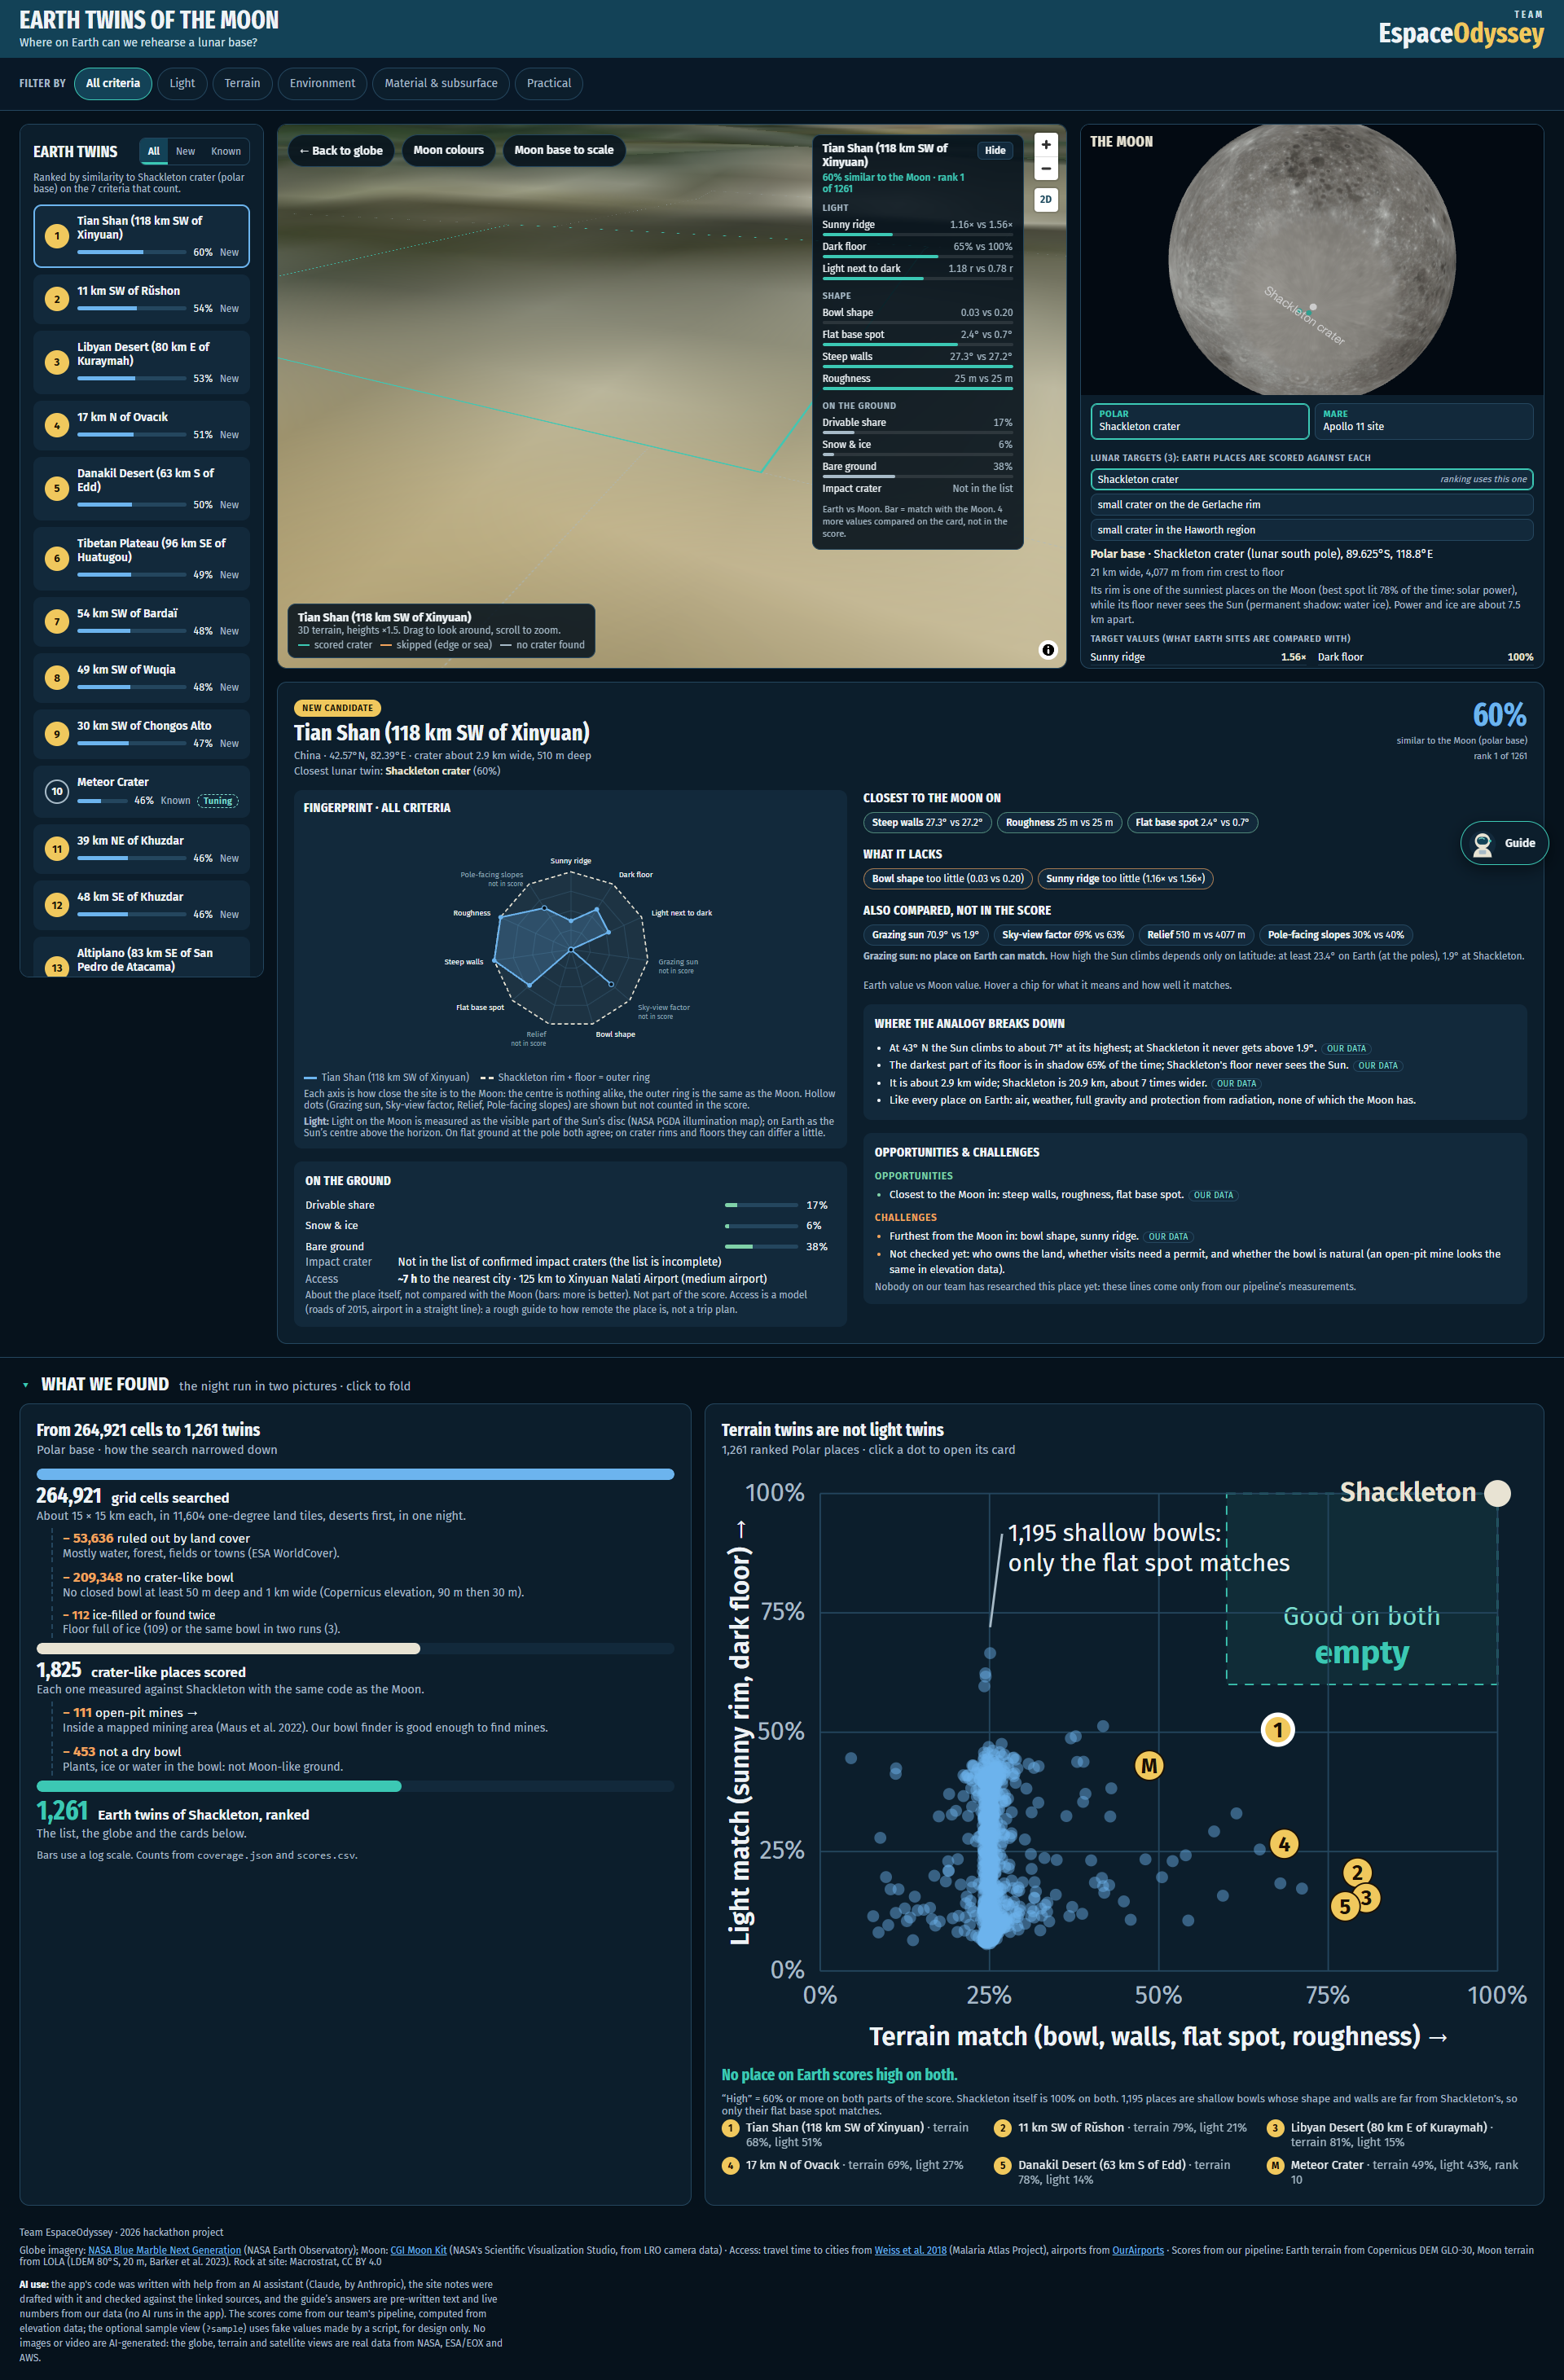 EARTH TWINS OF THE MOON
Where on Earth can we rehearse a lunar base?
TEAM
EspaceOdyssey
FILTER BY
All criteria
Light
Terrain
Environment
Material & subsurface
Practical
EARTH TWINS
All
New
Known
Ranked by similarity to Shackleton crater (polar
base) on the 7 criteria that count.
1
Tian Shan (118 km SW of
Xinyuan)
60% New
2
11 km SW of Rŭshon
54% New
3
Libyan Desert (80 km E of
Kuraymah)
53% New
4
17 km N of Ovacık
51% New
5
Danakil Desert (63 km S of
Edd)
50% New
6
Tibetan Plateau (96 km SE of
Huatugou)
49% New
7
54 km SW of Bardaï
48% New
8
49 km SW of Wuqia
48% New
9
30 km SW of Chongos Alto
47% New
10
Meteor Crater
46% Known Tuning
11
39 km NE of Khuzdar
46% New
12
48 km SE of Khuzdar
46% New
13
Altiplano (83 km SE of San
Pedro de Atacama)
← Back to globe
Moon colours
Moon base to scale
Tian Shan (118 km SW of
Xinyuan)
Hide
60% similar to the Moon · rank 1
of 1261
LIGHT
Sunny ridge 1.16× vs 1.56×
Dark floor 65% vs 100%
Light next to dark 1.18 r vs 0.78 r
SHAPE
Bowl shape 0.03 vs 0.20
Flat base spot 2.4° vs 0.7°
Steep walls 27.3° vs 27.2°
Roughness 25 m vs 25 m
ON THE GROUND
Drivable share 17%
Snow & ice 6%
Bare ground 38%
Impact crater Not in the list
Earth vs Moon. Bar = match with the Moon. 4
more values compared on the card, not in the
score.
+
−
2D
Tian Shan (118 km SW of Xinyuan)
3D terrain, heights ×1.5. Drag to look around, scroll to zoom.
scored crater skipped (edge or sea) no crater found
THE MOON
Shackleton crater
POLAR
Shackleton crater
MARE
Apollo 11 site
LUNAR TARGETS (3): EARTH PLACES ARE SCORED AGAINST EACH
Shackleton crater ranking uses this one
small crater on the de Gerlache rim
small crater in the Haworth region
Polar base · Shackleton crater (lunar south pole), 89.625°S, 118.8°E
21 km wide, 4,077 m from rim crest to floor
Its rim is one of the sunniest places on the Moon (best spot lit 78% of the time: solar power),
while its floor never sees the Sun (permanent shadow: water ice). Power and ice are about 7.5
km apart.
TARGET VALUES (WHAT EARTH SITES ARE COMPARED WITH)
Sunny ridge 1.56× Dark floor 100%
NEW CANDIDATE
Tian Shan (118 km SW of Xinyuan)
China · 42.57°N, 82.39°E · crater about 2.9 km wide, 510 m deep
Closest lunar twin: Shackleton crater (60%)
60%
similar to the Moon (polar base)
rank 1 of 1261
FINGERPRINT · ALL CRITERIA
Sunny ridge
Dark floor
Light next to dark
Grazing sun
not in score
Sky-view factor
not in score
Bowl shape
Relief
not in score
Flat base spot
Steep walls
Roughness
Pole-facing slopes
not in score
Tian Shan (118 km SW of Xinyuan) Shackleton rim + floor = outer ring
Each axis is how close the site is to the Moon: the centre is nothing alike, the outer ring is the same as the Moon. Hollow
dots (Grazing sun, Sky-view factor, Relief, Pole-facing slopes) are shown but not counted in the score.
Light: Light on the Moon is measured as the visible part of the Sun's disc (NASA PGDA illumination map); on Earth as the
Sun's centre above the horizon. On flat ground at the pole both agree; on crater rims and floors they can differ a little.
ON THE GROUND
Drivable share 17%
Snow & ice 6%
Bare ground 38%
Impact crater Not in the list of confirmed impact craters (the list is incomplete)
Access ~7 h to the nearest city · 125 km to Xinyuan Nalati Airport (medium airport)
About the place itself, not compared with the Moon (bars: more is better). Not part of the score. Access is a model
(roads of 2015, airport in a straight line): a rough guide to how remote the place is, not a trip plan.
CLOSEST TO THE MOON ON
Steep walls 27.3° vs 27.2°
Roughness 25 m vs 25 m
Flat base spot 2.4° vs 0.7°
WHAT IT LACKS
Bowl shape too little (0.03 vs 0.20)
Sunny ridge too little (1.16× vs 1.56×)
ALSO COMPARED, NOT IN THE SCORE
Grazing sun 70.9° vs 1.9°
Sky-view factor 69% vs 63%
Relief 510 m vs 4077 m
Pole-facing slopes 30% vs 40%
Grazing sun: no place on Earth can match. How high the Sun climbs depends only on latitude: at least 23.4° on Earth (at the poles), 1.9° at Shackleton.
Earth value vs Moon value. Hover a chip for what it means and how well it matches.
Guide
WHERE THE ANALOGY BREAKS DOWN
• At 43° N the Sun climbs to about 71° at its highest; at Shackleton it never gets above 1.9°. OUR DATA
• The darkest part of its floor is in shadow 65% of the time; Shackleton's floor never sees the Sun. OUR DATA
• It is about 2.9 km wide; Shackleton is 20.9 km, about 7 times wider. OUR DATA
• Like every place on Earth: air, weather, full gravity and protection from radiation, none of which the Moon has.
OPPORTUNITIES & CHALLENGES
OPPORTUNITIES
• Closest to the Moon in: steep walls, roughness, flat base spot. OUR DATA
CHALLENGES
• Furthest from the Moon in: bowl shape, sunny ridge. OUR DATA
• Not checked yet: who owns the land, whether visits need a permit, and whether the bowl is natural (an open-pit mine looks the
same in elevation data).
Nobody on our team has researched this place yet: these lines come only from our pipeline's measurements.
WHAT WE FOUND the night run in two pictures · click to fold
From 264,921 cells to 1,261 twins
Polar base · how the search narrowed down
264,921 grid cells searched
About 15 × 15 km each, in 11,604 one-degree land tiles, deserts first, in one night.
− 53,636 ruled out by land cover
Mostly water, forest, fields or towns (ESA WorldCover).
− 209,348 no crater-like bowl
No closed bowl at least 50 m deep and 1 km wide (Copernicus elevation, 90 m then 30 m).
− 112 ice-filled or found twice
Floor full of ice (109) or the same bowl in two runs (3).
1,825 crater-like places scored
Each one measured against Shackleton with the same code as the Moon.
− 111 open-pit mines →
Inside a mapped mining area (Maus et al. 2022). Our bowl finder is good enough to find mines.
− 453 not a dry bowl
Plants, ice or water in the bowl: not Moon-like ground.
1,261 Earth twins of Shackleton, ranked
The list, the globe and the cards below.
Bars use a log scale. Counts from coverage.json and scores.csv.
Terrain twins are not light twins
1,261 ranked Polar places · click a dot to open its card
Light match (sunny rim, dark floor) →
100%
75%
50%
25%
0%
Shackleton
1,195 shallow bowls:
only the flat spot matches
Good on both
empty
1
M
4
2
3
5
0% 25% 50% 75% 100%
Terrain match (bowl, walls, flat spot, roughness) →
No place on Earth scores high on both.
"High" = 60% or more on both parts of the score. Shackleton itself is 100% on both. 1,195 places are shallow bowls whose shape and walls are far from Shackleton's, so
only their flat base spot matches.
1 Tian Shan (118 km SW of Xinyuan) · terrain
68%, light 51%
2 11 km SW of Rŭshon · terrain 79%, light 21%
3 Libyan Desert (80 km E of Kuraymah) ·
terrain 81%, light 15%
4 17 km N of Ovacık · terrain 69%, light 27%
5 Danakil Desert (63 km S of Edd) · terrain
78%, light 14%
M Meteor Crater · terrain 49%, light 43%, rank
10
Team EspaceOdyssey · 2026 hackathon project
Globe imagery: NASA Blue Marble Next Generation (NASA Earth Observatory); Moon: CGI Moon Kit (NASA's Scientific Visualization Studio, from LRO camera data) · Access: travel time to cities from Weiss et al. 2018 (Malaria Atlas Project), airports from OurAirports · Scores from our pipeline: Earth terrain from Copernicus DEM GLO-30, Moon terrain
from LOLA (LDEM 80°S, 20 m, Barker et al. 2023). Rock at site: Macrostrat, CC BY 4.0
AI use: the app's code was written with help from an AI assistant (Claude, by Anthropic), the site notes were
drafted with it and checked against the linked sources, and the guide's answers are pre-written text and live
numbers from our data (no AI runs in the app). The scores come from our team's pipeline, computed from
elevation data; the optional sample view (?sample) uses fake values made by a script, for design only. No
images or video are AI-generated: the globe, terrain and satellite views are real data from NASA, ESA/EOX and
AWS.